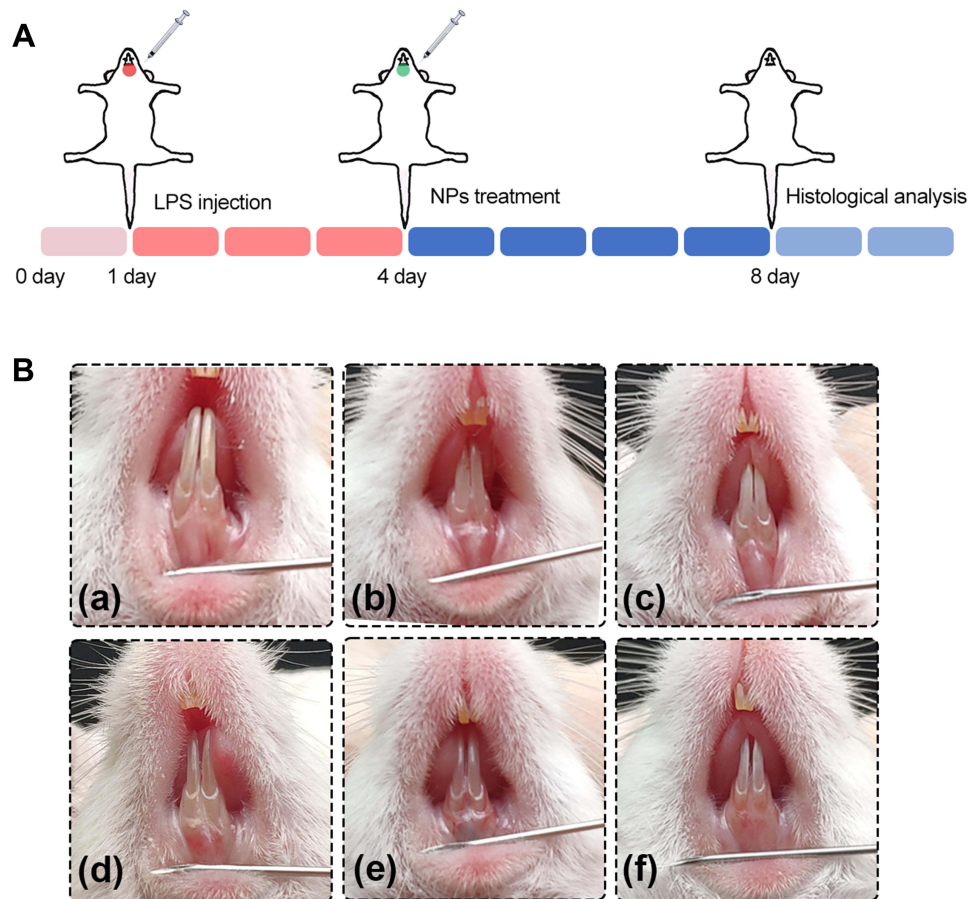 A
LPS injection
NPs treatment
Histological analysis
0 day
1 day
4 day
8 day
B
(a)
(b)
(c)
(d)
(e)
(f)